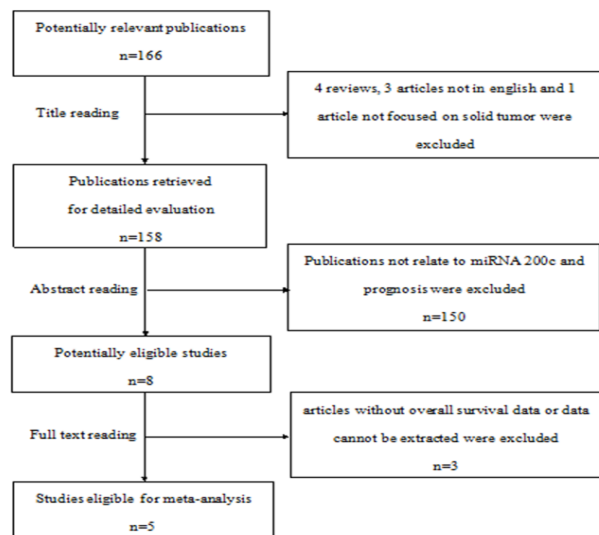 Potentially relevant publications
n=166
4 reviews, 3 articles not in english and 1
article not focused on solid tumor were
excluded
Title reading
Publications retrieved
for detailed evaluation
n=158
Publications not relate to miRNA 200c and
prognosis were excluded
n=150
Abstract reading
Potentially eligible studies
n=8
articles without overall survival data or data
cannot be extracted were excluded
n=3
Full text reading
Studies eligible for meta-analysis
n=5